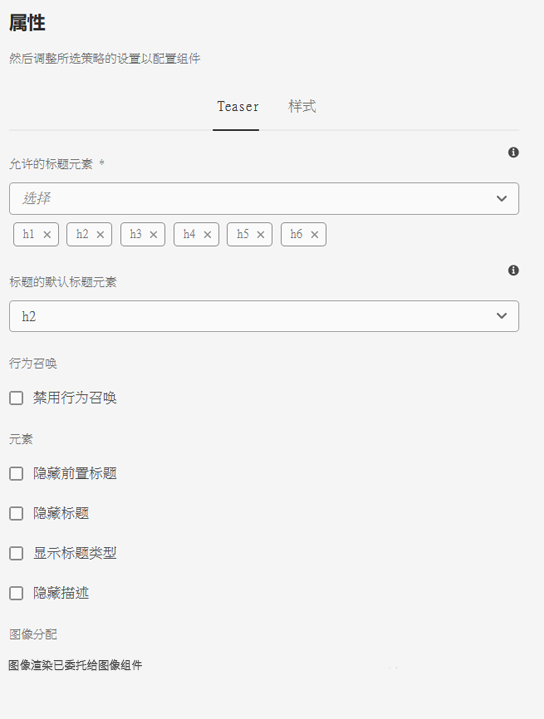 属性
然后调整所选策略的设置以配置组件
Teaser 样式
允许的标题元素 *
选择
h1 h2 h3 h4 h5 h6
标题的默认标题元素
h2
行为召唤
禁用行为召唤
元素
隐藏前置标题
隐藏标题
显示标题类型
隐藏描述
图像分配
图像渲染已委托给图像组件